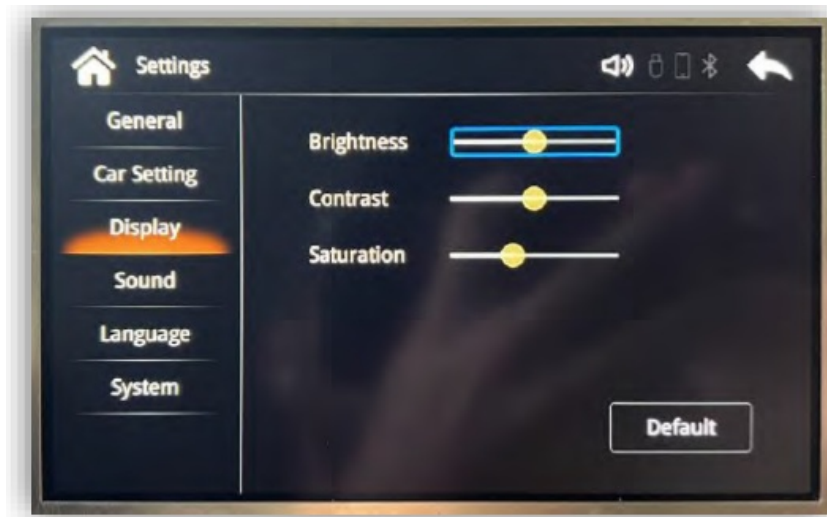 Settings
General
Car Setting
Display
Sound
Language
System
Brightness
Contrast
Saturation
Default